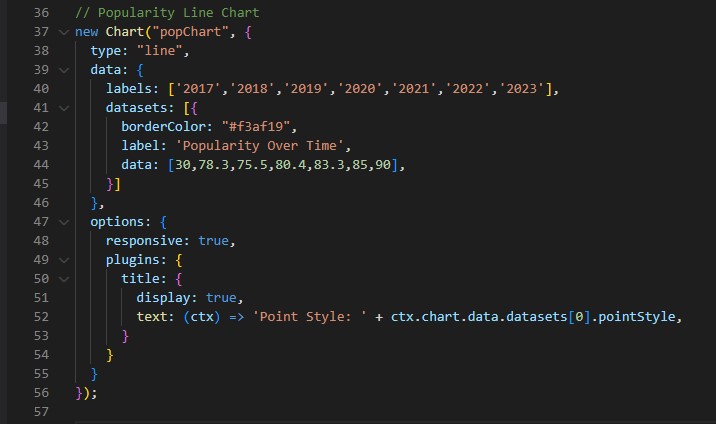 36 // Popularity Line Chart
37 new Chart("popChart", {
38 type: "line",
39 data: {
40 labels: ['2017','2018','2019','2020','2021','2022','2023'],
41 datasets: [{
42 borderColor: "#f3af19",
43 label: 'Popularity Over Time',
44 data: [30,78.3,75.5,80.4,83.3,85,90],
45 }]
46 },
47 options: {
48 responsive: true,
49 plugins: {
50 title: {
51 display: true,
52 text: (ctx) => 'Point Style: ' + ctx.chart.data.datasets[0].pointStyle,
53 }
54 }
55 }
56 });
57